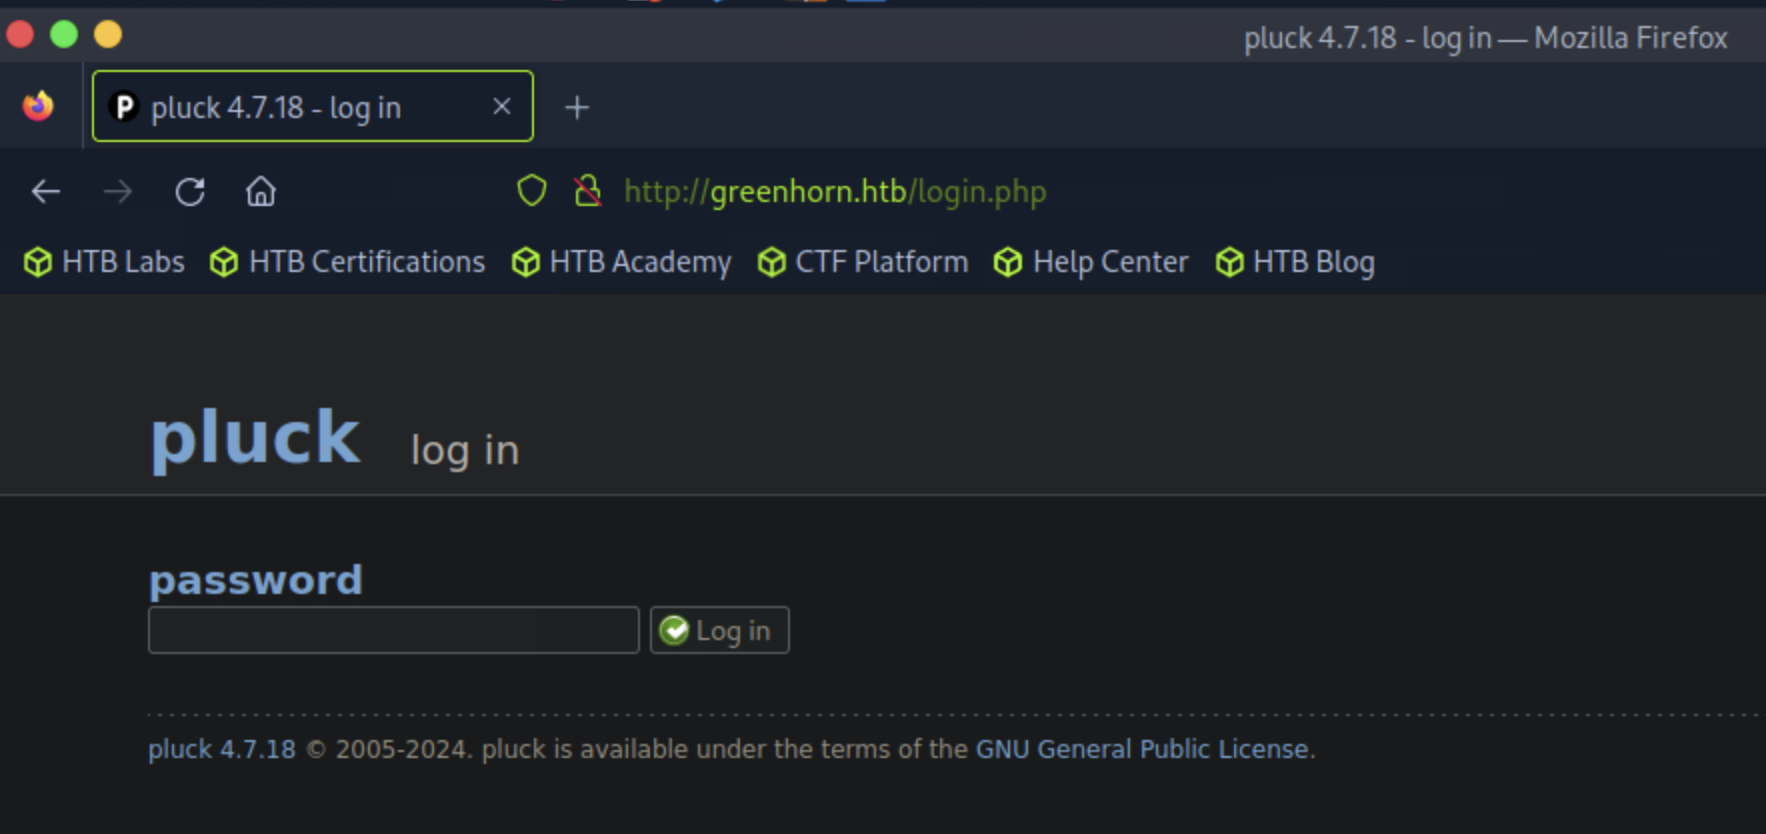 pluck 4.7.18 - log in — Mozilla Firefox
P pluck 4.7.18 - log in
http://greenhorn.htb/login.php
HTB Labs HTB Certifications HTB Academy CTF Platform Help Center HTB Blog
pluck log in
password
Log in
pluck 4.7.18 © 2005-2024. pluck is available under the terms of the GNU General Public License.